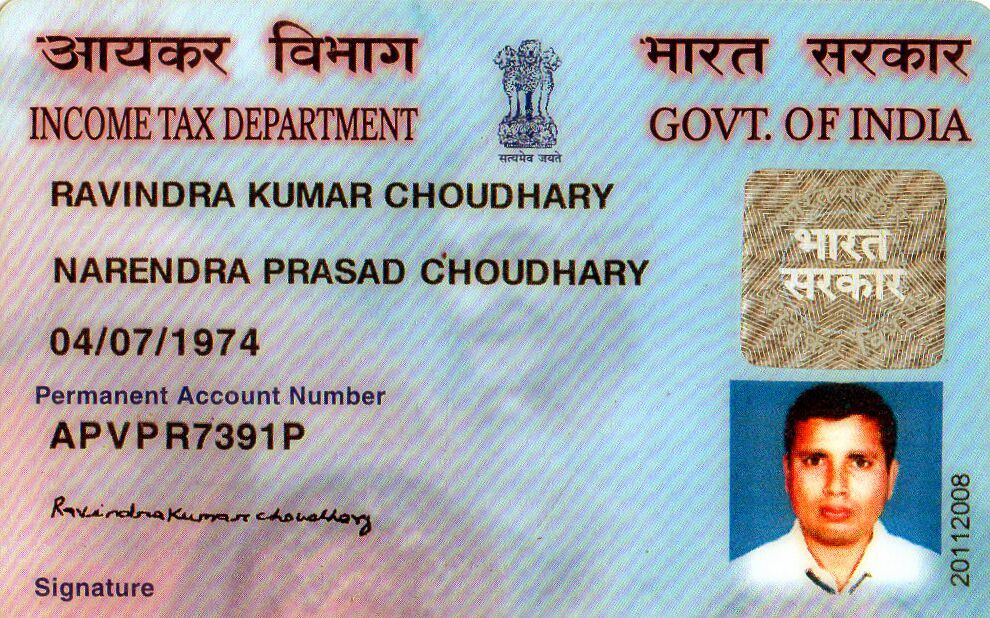 आयकर विभाग
भारत सरकार
INCOME TAX DEPARTMENT
GOVT. OF INDIA
सत्यमेव जयते
RAVINDRA KUMAR CHOUDHARY
NARENDRA PRASAD CHOUDHARY
भारत
सरकार
04/07/1974
Permanent Account Number
APVPR7391P
Ravindra Kumar Choudhary
Signature
20112008